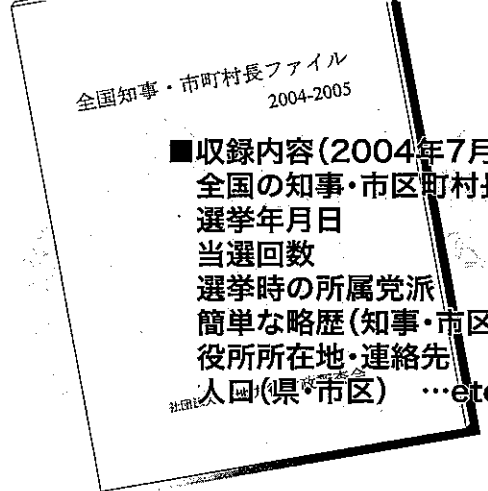 全国知事・市町村長ファイル
2004-2005
■収録内容(2004年7月
全国の知事・市区町村長
選挙年月日
当選回数
選挙時の所属党派
簡単な略歴(知事・市区
役所所在地・連絡先
人口(県・市区) …etc